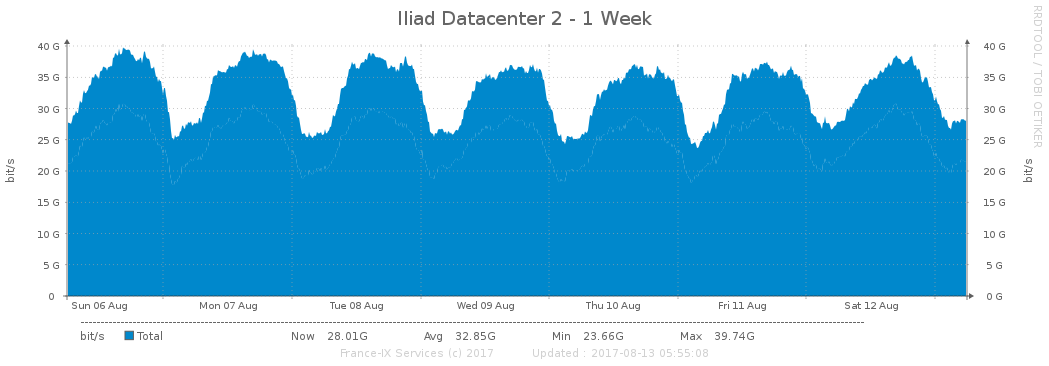 Iliad Datacenter 2 - 1 Week
RRDTOOL / TOBI OETIKER
40 G 40 G
35 G 35 G
30 G 30 G
25 G 25 G
20 G 20 G
15 G 15 G
10 G 10 G
5 G 5 G
0 0 G
bit/s bit/s
Sun 06 Aug Mon 07 Aug Tue 08 Aug Wed 09 Aug Thu 10 Aug Fri 11 Aug Sat 12 Aug
bit/s Total Now 28.01G Avg 32.85G Min 23.66G Max 39.74G
France-IX Services (c) 2017 Updated : 2017-08-13 05:55:08